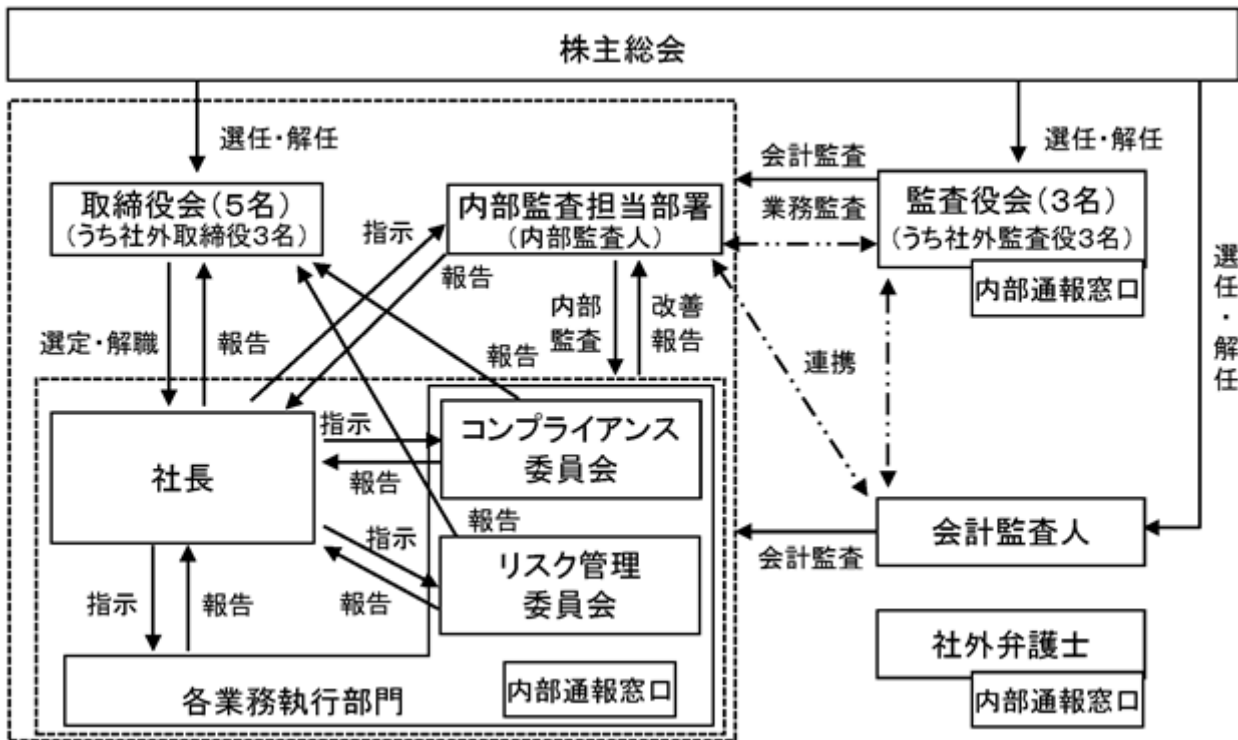 株主総会
選任・解任
選任・解任
会計監査
取締役会(5名)
(うち社外取締役3名)
指示
内部監査担当部署
(内部監査人)
業務監査
監査役会(3名)
(うち社外監査役3名)
内部通報窓口
選任・解任
報告
選定・解職
報告
内部
監査
改善
報告
報告
連携
社長
指示
報告
コンプライアンス
委員会
報告
指示
報告
リスク管理
委員会
会計監査
会計監査人
指示
報告
各業務執行部門
内部通報窓口
社外弁護士
内部通報窓口